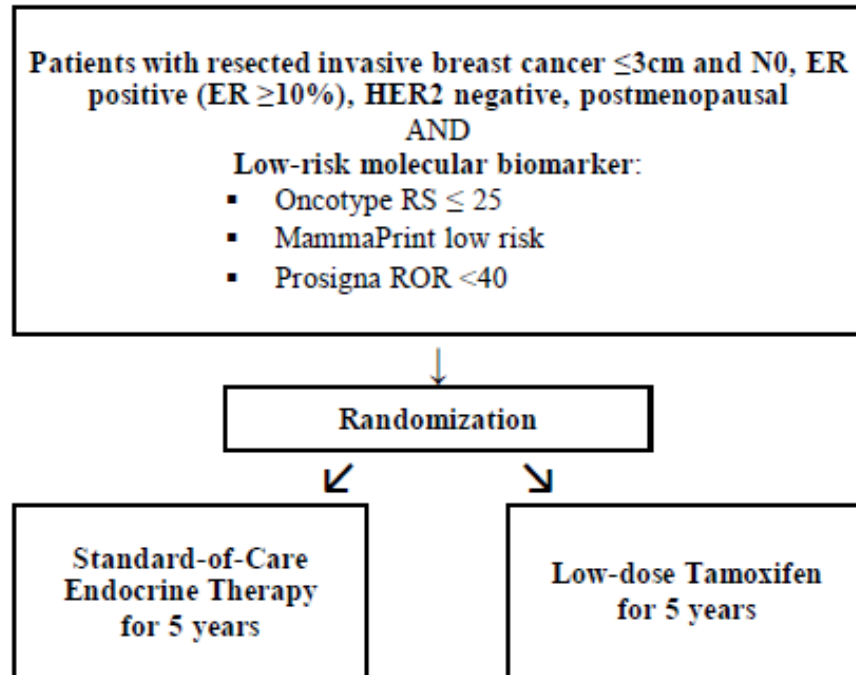 Patients with resected invasive breast cancer ≤3cm and N0, ER
positive (ER ≥10%), HER2 negative, postmenopausal
AND
Low-risk molecular biomarker:
▪ Oncotype RS ≤ 25
▪ MammaPrint low risk
▪ Prosigna ROR <40
↓
Randomization
↙ ↘
Standard-of-Care
Endocrine Therapy
for 5 years
Low-dose Tamoxifen
for 5 years